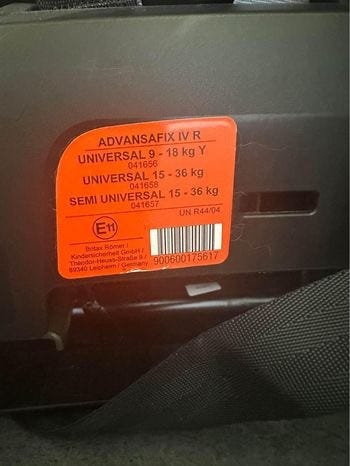 ADVANSAFIX IV R
UNIVERSAL 9 - 18 kg Y
041656
UNIVERSAL 15 - 36 kg
041658
SEMI UNIVERSAL 15 - 36 kg
041657
UN R44/04
E11
Britax Römer /
Kindersicherheit GmbH /
Theodor-Heuss-Straße 9 /
89340 Leipheim / Germany
900600175617